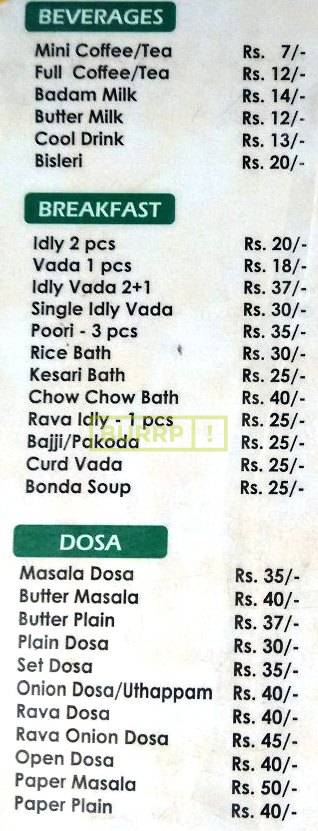 BEVERAGES
Mini Coffee/Tea Rs. 7/-
Full Coffee/Tea Rs. 12/-
Badam Milk Rs. 14/-
Butter Milk Rs. 12/-
Cool Drink Rs. 13/-
Bisleri Rs. 20/-
BREAKFAST
Idly 2 pcs Rs. 20/-
Vada 1 pcs Rs. 18/-
Idly Vada 2+1 Rs. 37/-
Single Idly Vada Rs. 30/-
Poori - 3 pcs Rs. 35/-
Rice Bath Rs. 30/-
Kesari Bath Rs. 25/-
Chow Chow Bath Rs. 40/-
Rava Idly - 1 pcs Rs. 25/-
BURRP!
Bajji/Pakoda Rs. 25/-
Curd Vada Rs. 25/-
Bonda Soup Rs. 25/-
DOSA
Masala Dosa Rs. 35/-
Butter Masala Rs. 40/-
Butter Plain Rs. 37/-
Plain Dosa Rs. 30/-
Set Dosa Rs. 35/-
Onion Dosa/Uthappam Rs. 40/-
Rava Dosa Rs. 40/-
Rava Onion Dosa Rs. 45/-
Open Dosa Rs. 40/-
Paper Masala Rs. 50/-
Paper Plain Rs. 40/-